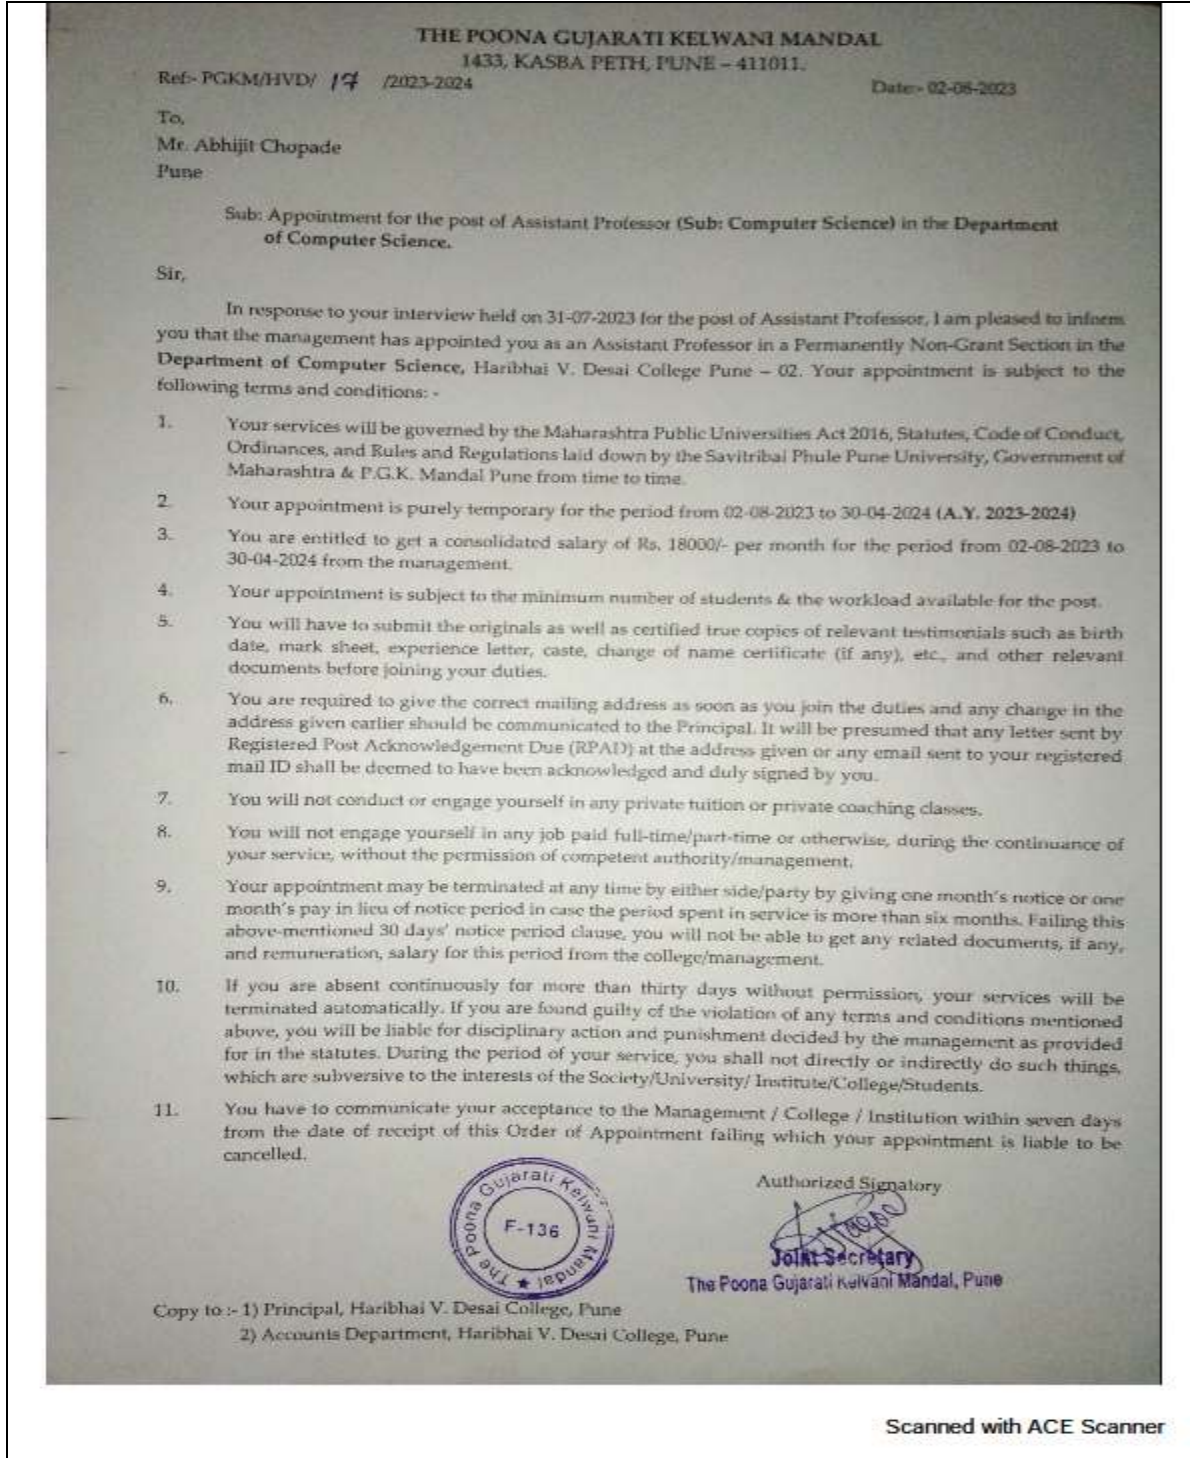 THE POONA GUJARATI KELWANI MANDAL
1433, KASBA PETH, PUNE – 411011.
Ref:- PGKM/HVD/ 17 /2023-2024
Date:- 02-08-2023
To,
Mr. Abhijit Chopade
Pune
Sub: Appointment for the post of Assistant Professor (Sub: Computer Science) in the Department
of Computer Science.
Sir,
In response to your interview held on 31-07-2023 for the post of Assistant Professor, I am pleased to inform
you that the management has appointed you as an Assistant Professor in a Permanently Non-Grant Section in the
Department of Computer Science, Haribhai V. Desai College Pune – 02. Your appointment is subject to the
following terms and conditions: -
1. Your services will be governed by the Maharashtra Public Universities Act 2016, Statutes, Code of Conduct,
Ordinances, and Rules and Regulations laid down by the Savitribai Phule Pune University, Government of
Maharashtra & P.G.K. Mandal Pune from time to time.
2. Your appointment is purely temporary for the period from 02-08-2023 to 30-04-2024 (A.Y. 2023-2024)
3. You are entitled to get a consolidated salary of Rs. 18000/- per month for the period from 02-08-2023 to
30-04-2024 from the management.
4. Your appointment is subject to the minimum number of students & the workload available for the post.
5. You will have to submit the originals as well as certified true copies of relevant testimonials such as birth
date, mark sheet, experience letter, caste, change of name certificate (if any), etc., and other relevant
documents before joining your duties.
6. You are required to give the correct mailing address as soon as you join the duties and any change in the
address given earlier should be communicated to the Principal. It will be presumed that any letter sent by
Registered Post Acknowledgement Due (RPAD) at the address given or any email sent to your registered
mail ID shall be deemed to have been acknowledged and duly signed by you.
7. You will not conduct or engage yourself in any private tuition or private coaching classes.
8. You will not engage yourself in any job paid full-time/part-time or otherwise, during the continuance of
your service, without the permission of competent authority/management.
9. Your appointment may be terminated at any time by either side/party by giving one month's notice or one
month's pay in lieu of notice period in case the period spent in service is more than six months. Failing this
above-mentioned 30 days' notice period clause, you will not be able to get any related documents, if any,
and remuneration, salary for this period from the college/management.
10. If you are absent continuously for more than thirty days without permission, your services will be
terminated automatically. If you are found guilty of the violation of any terms and conditions mentioned
above, you will be liable for disciplinary action and punishment decided by the management as provided
for in the statutes. During the period of your service, you shall not directly or indirectly do such things,
which are subversive to the interests of the Society/University/ Institute/College/Students.
11. You have to communicate your acceptance to the Management / College / Institution within seven days
from the date of receipt of this Order of Appointment failing which your appointment is liable to be
cancelled.
The Poona Gujarati Kelwani Mandal ★
F-136
Authorized Signatory
Joint Secretary
The Poona Gujarati Kelvani Mandal, Pune
Copy to :- 1) Principal, Haribhai V. Desai College, Pune
2) Accounts Department, Haribhai V. Desai College, Pune
Scanned with ACE Scanner